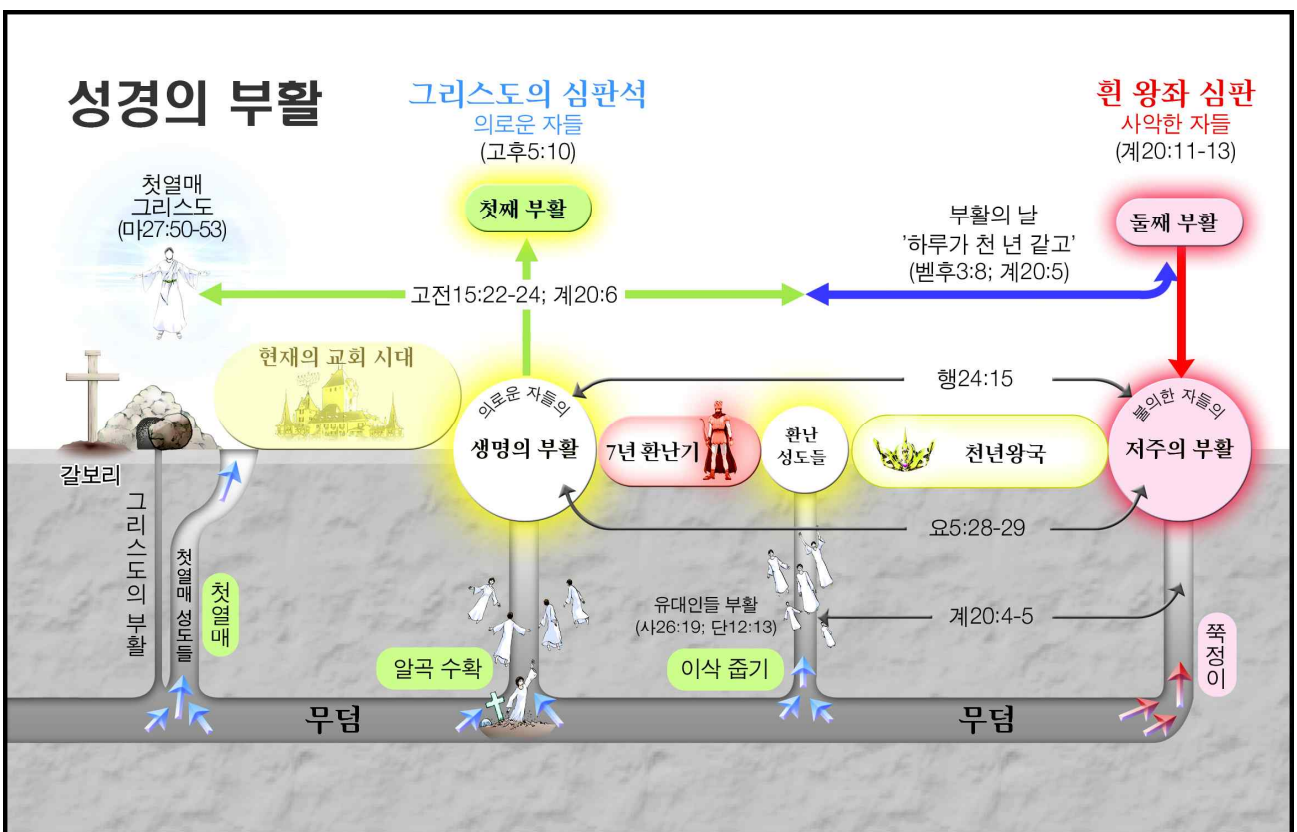 성경의 부활
그리스도의 심판석
의로운 자들
(고후5:10)
흰 왕좌 심판
사악한 자들
(계20:11-13)
첫열매
그리스도
(마27:50-53)
첫째 부활
부활의 날
'하루가 천 년 같고'
(벧후3:8; 계20:5)
둘째 부활
고전15:22-24; 계20:6
현재의 교회 시대
행24:15
의로운 자들의
생명의 부활
7년 환난기
환난
성도들
천년왕국
불의한 자들의
저주의 부활
갈보리
요5:28-29
그리스도의 부활
첫열매 성도들
첫열매
유대인들 부활
(사26:19; 단12:13)
계20:4-5
알곡 수확
이삭 줍기
쭉정이
무덤
무덤